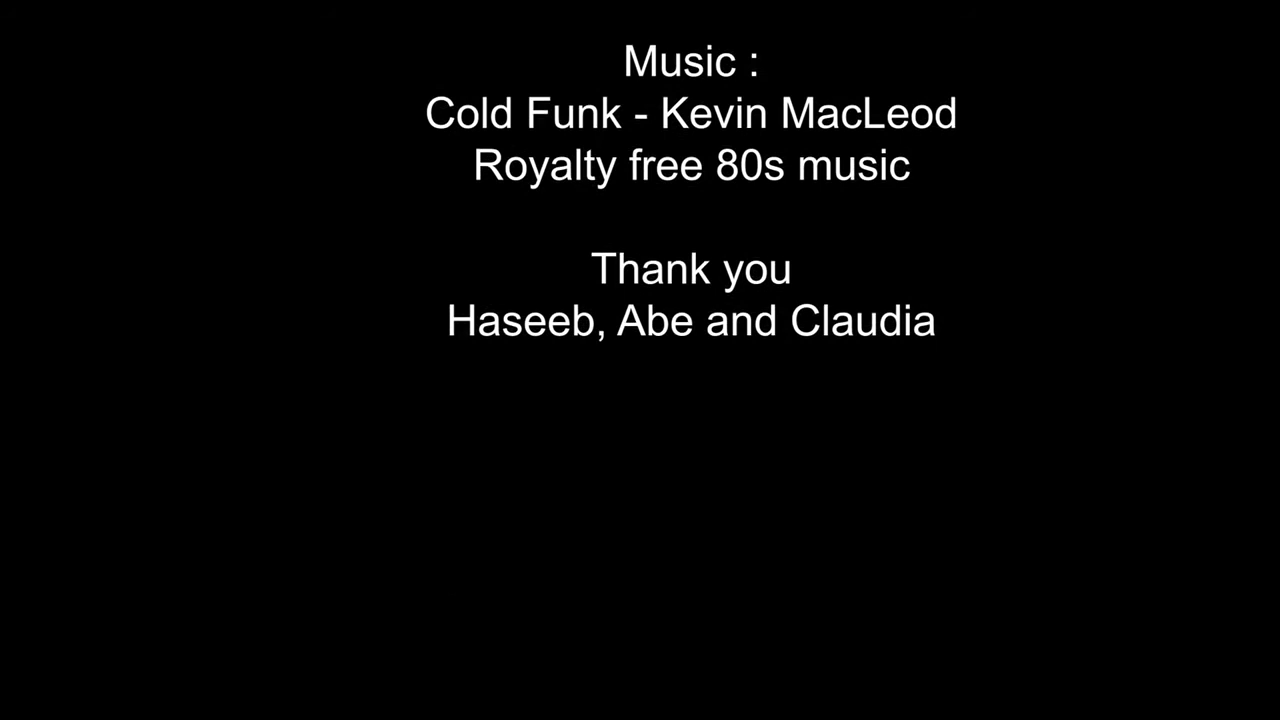 Music :
Cold Funk - Kevin MacLeod
Royalty free 80s music
Thank you
Haseeb, Abe and Claudia